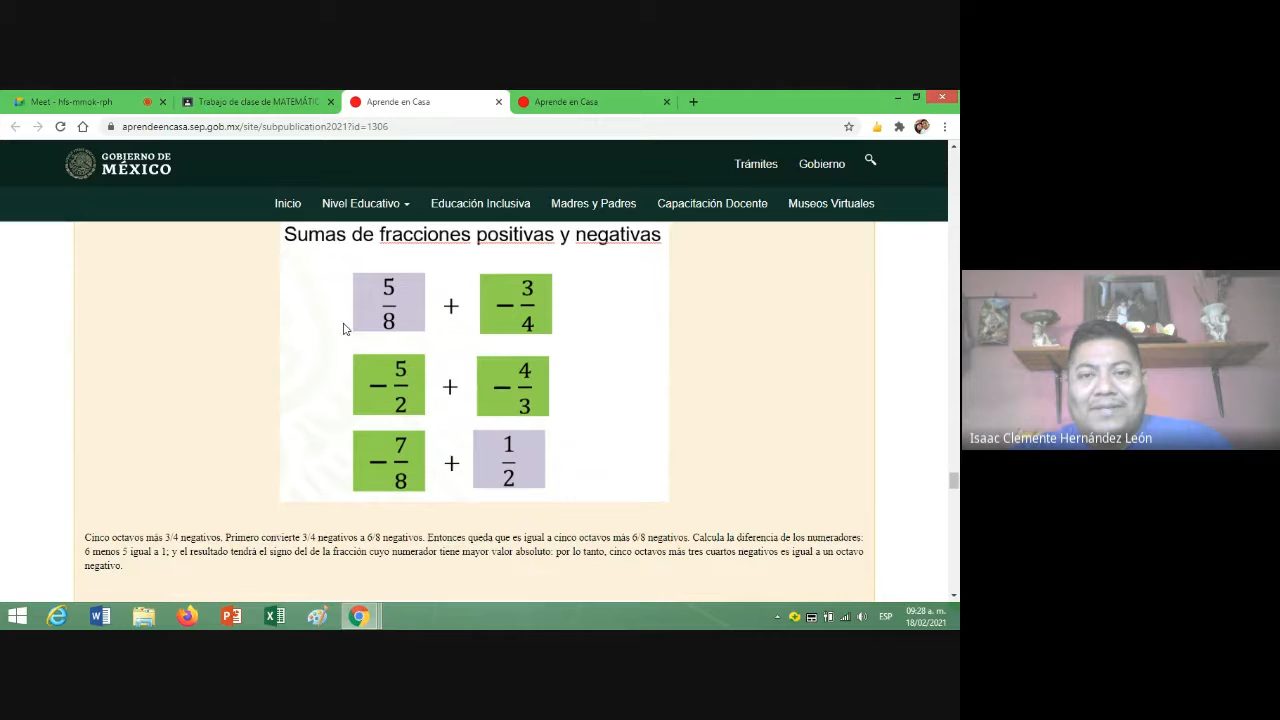 Meet - hfs-mmok-rph
Trabajo de clase de MATEMÁTIC
Aprende en Casa
Aprende en Casa
aprendeencasa.sep.gob.mx/site/subpublication2021?id=1306
GOBIERNO DE
MÉXICO
Trámites Gobierno
Inicio Nivel Educativo Educación Inclusiva Madres y Padres Capacitación Docente Museos Virtuales
Sumas de fracciones positivas y negativas
5/8 + − 3/4
− 5/2 + − 4/3
− 7/8 + 1/2
Cinco octavos más 3/4 negativos. Primero convierte 3/4 negativos a 6/8 negativos. Entonces queda que es igual a cinco octavos más 6/8 negativos. Calcula la diferencia de los numeradores:
6 menos 5 igual a 1; y el resultado tendrá el signo del de la fracción cuyo numerador tiene mayor valor absoluto: por lo tanto, cinco octavos más tres cuartos negativos es igual a un octavo
negativo.
Isaac Clemente Hernández León
ESP
09:28 a. m.
18/02/2021